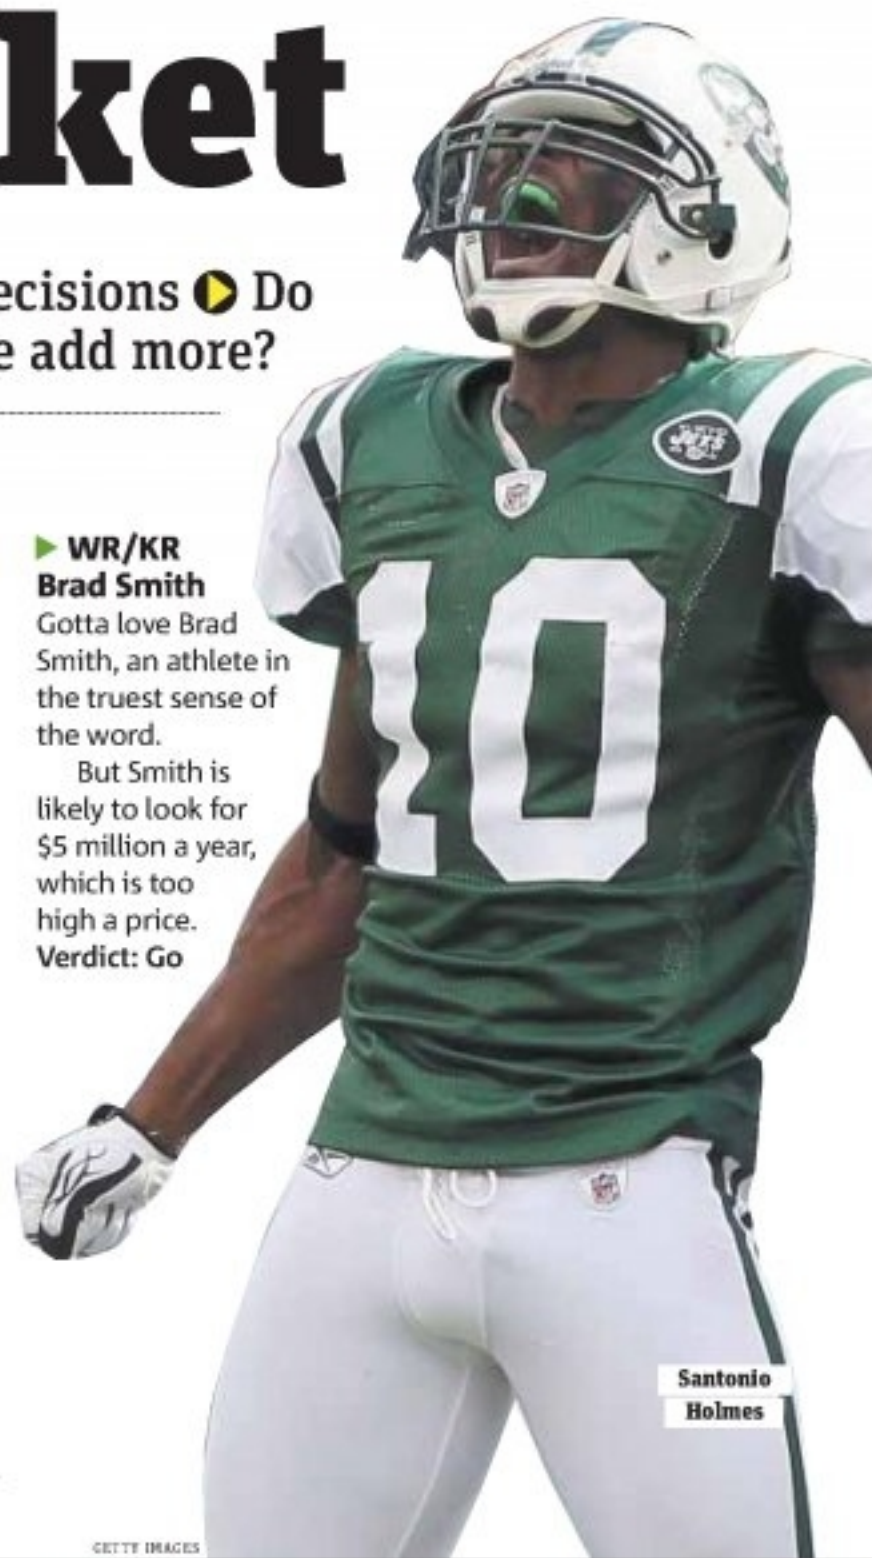 ket
ecisions Do
e add more?
WR/KR
Brad Smith
Gotta love Brad
Smith, an athlete in
the truest sense of
the word.
But Smith is
likely to look for
$5 million a year,
which is too
high a price.
Verdict: Go
JETS
10
Santonio
Holmes
GETTY IMAGES